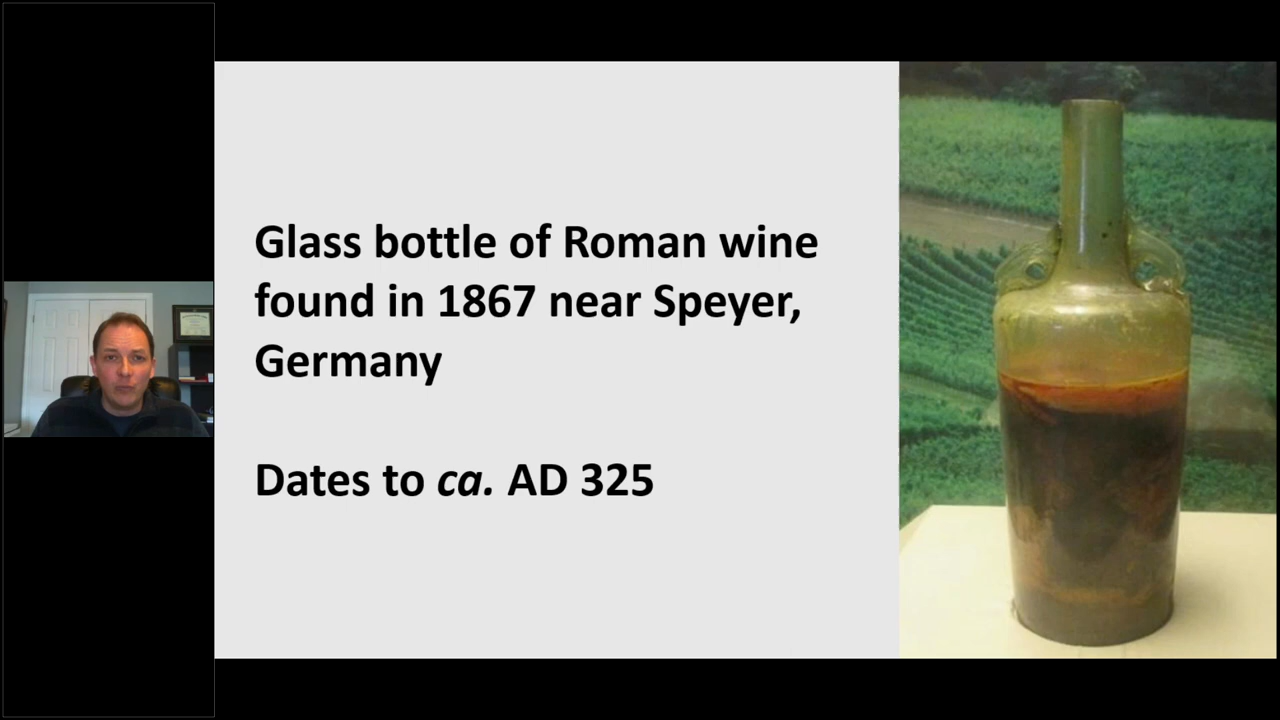 Glass bottle of Roman wine
found in 1867 near Speyer,
Germany
Dates to ca. AD 325